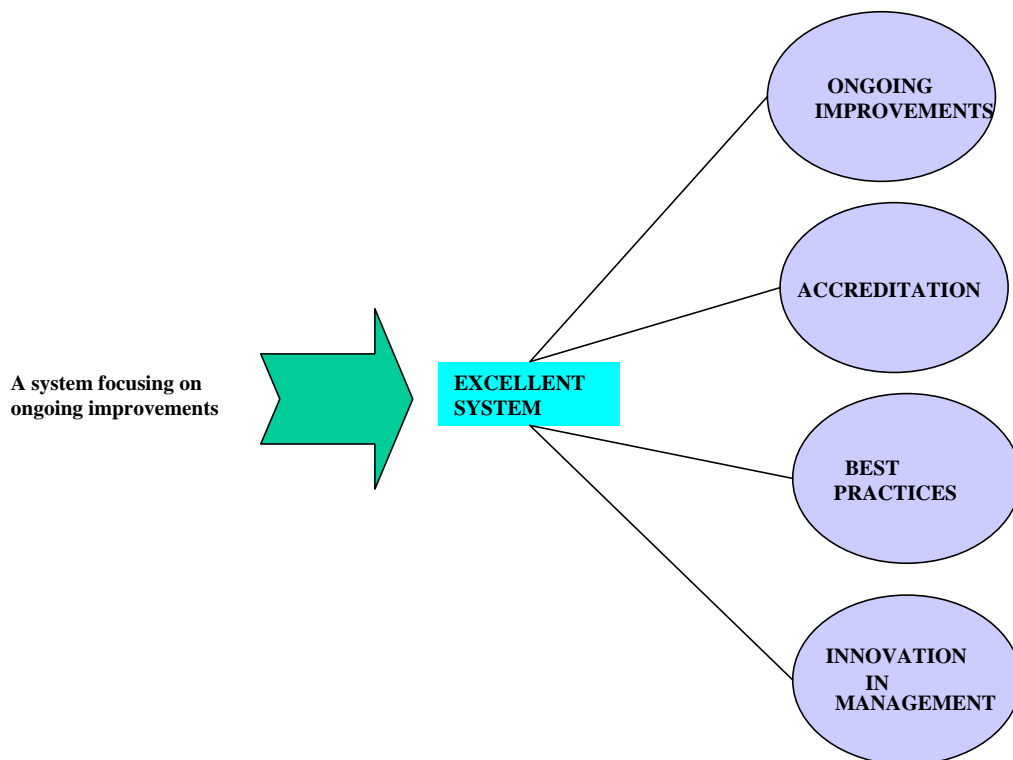 A system focusing on
ongoing improvements
EXCELLENT
SYSTEM
ONGOING
IMPROVEMENTS
ACCREDITATION
BEST
PRACTICES
INNOVATION
IN
MANAGEMENT